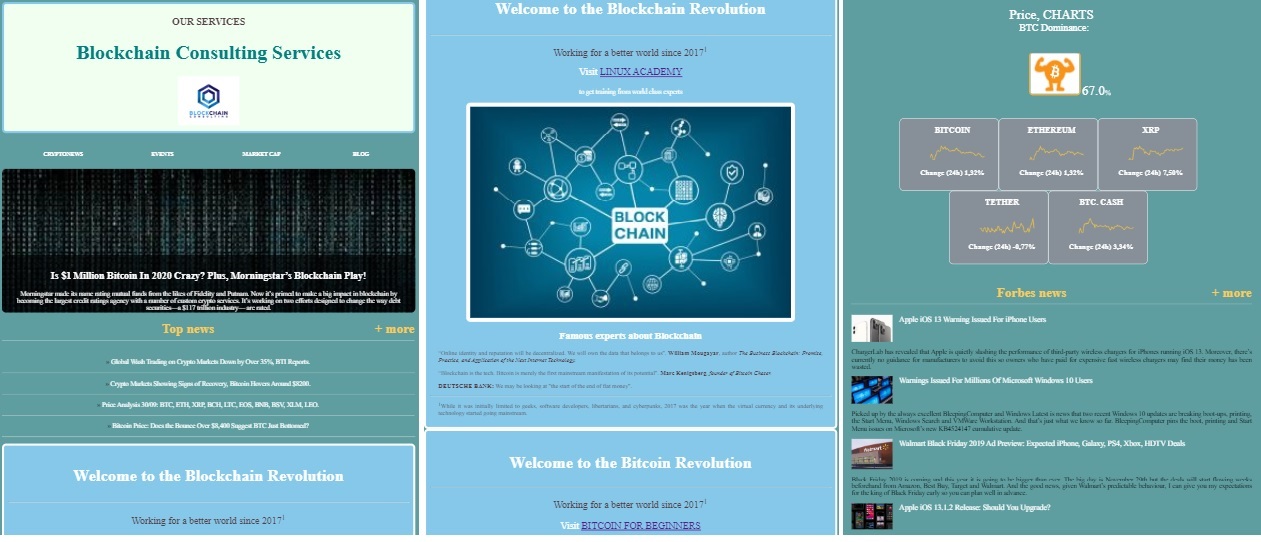 OUR SERVICES
Blockchain Consulting Services
BLOCKCHAIN
CONSULTING
CRYPTONEWS EVENTS MARKET CAP BLOG
Is $1 Million Bitcoin In 2020 Crazy? Plus, Morningstar's Blockchain Play!
Morningstar made its name rating mutual funds from the likes of Fidelity and Putnam. Now it's primed to make a big impact in blockchain by
becoming the largest credit ratings agency with a number of custom crypto services. It's working on two efforts designed to change the way debt
securities—a $117 trillion industry—are rated.
Top news + more
Global Wash Trading on Crypto Markets Down by Over 35%, BTI Reports.
Crypto Markets Showing Signs of Recovery, Bitcoin Hovers Around $8200.
Price Analysis 30/09: BTC, ETH, XRP, BCH, LTC, EOS, BNB, BSV, XLM, LEO.
Bitcoin Price: Does the Bounce Over $8,400 Suggest BTC Just Bottomed?
Welcome to the Blockchain Revolution
Working for a better world since 2017¹
Welcome to the Blockchain Revolution
Working for a better world since 2017¹
Visit LINUX ACADEMY
to get training from world class experts
BLOCK
CHAIN
Famous experts about Blockchain
"Online identity and reputation will be decentralized. We will own the data that belongs to us". William Mougayar, author The Business Blockchain: Promise,
Practice, and Application of the Next Internet Technology.
"Blockchain is the tech. Bitcoin is merely the first mainstream manifestation of its potential". Marc Kenigsberg founder of Bitcoin Chaser
DEUTSCHE BANK: We may be looking at "the start of the end of fiat money".
¹While it was initially limited to geeks, software developers, libertarians, and cypherpunks, 2017 was the year when the virtual currency and its underlying
technology started going mainstream.
Welcome to the Bitcoin Revolution
Working for a better world since 2017¹
Visit BITCOIN FOR BEGINNERS
Price, CHARTS
BTC Dominance:
67.0%
BITCOIN ETHEREUM XRP
Change (24h) 1,32% Change (24h) 1,32% Change (24h) 7,50%
TETHER BTC. CASH
Change (24h) -0,77% Change (24h) 3,34%
Forbes news + more
Apple iOS 13 Warning Issued For iPhone Users
ChargerLab has revealed that Apple is quietly slashing the performance of third-party wireless chargers for iPhones running iOS 13. Moreover, there's
currently no guidance for manufacturers to avoid this so owners who have paid for expensive fast wireless chargers may find their money has been
wasted.
Warnings Issued For Millions Of Microsoft Windows 10 Users
Picked up by the always excellent BleepingComputer and Windows Latest is news that two recent Windows 10 updates are breaking boot-ups, printing,
the Start Menu, Windows Search and VMWare Workstation. And that's just what we know so far. BleepingComputer pins the boot, printing and Start
Menu issues on Microsoft's new KB4524147 cumulative update.
Walmart Black Friday 2019 Ad Preview: Expected iPhone, Galaxy, PS4, Xbox, HDTV Deals
Black Friday 2019 is coming and this year it is going to be bigger than ever. The big day is November 29th but the deals will start flowing weeks
beforehand from Amazon, Best Buy, Target and Walmart. And the good news, given Walmart's predictable behaviour, I can give you my expectations
for the king of Black Friday early so you can plan well in advance.
Apple iOS 13.1.2 Release: Should You Upgrade?